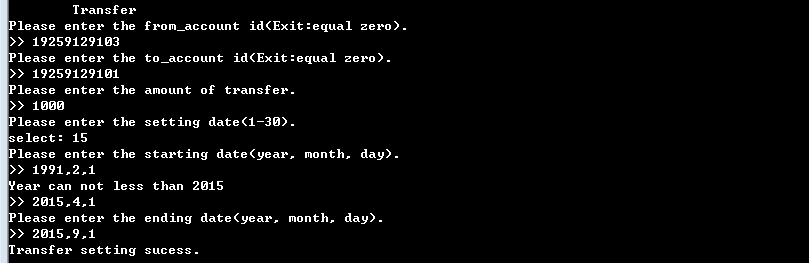 Transfer
Please enter the from_account id(Exit:equal zero).
>> 19259129103
Please enter the to_account id(Exit:equal zero).
>> 19259129101
Please enter the amount of transfer.
>> 1000
Please enter the setting date(1-30).
select: 15
Please enter the starting date(year, month, day).
>> 1991,2,1
Year can not less than 2015
>> 2015,4,1
Please enter the ending date(year, month, day).
>> 2015,9,1
Transfer setting sucess.